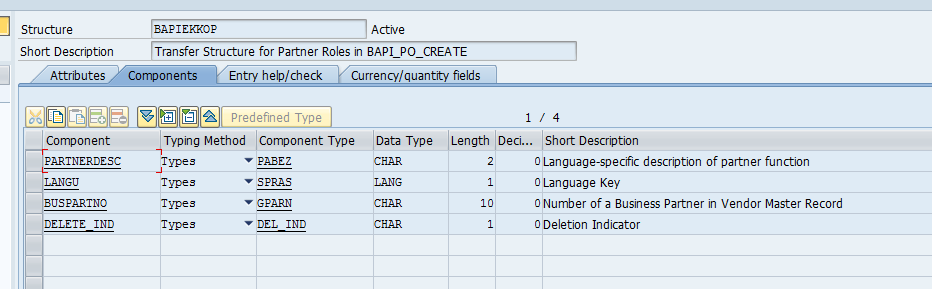 Structure BAPIEKKOP Active
Short Description Transfer Structure for Partner Roles in BAPI_PO_CREATE
Attributes Components Entry help/check Currency/quantity fields
Predefined Type 1 / 4
Component Typing Method Component Type Data Type Length Deci... Short Description
PARTNERDESC Types PABEZ CHAR 2 0 Language-specific description of partner function
LANGU Types SPRAS LANG 1 0 Language Key
BUSPARTNO Types GPARN CHAR 10 0 Number of a Business Partner in Vendor Master Record
DELETE_IND Types DEL_IND CHAR 1 0 Deletion Indicator